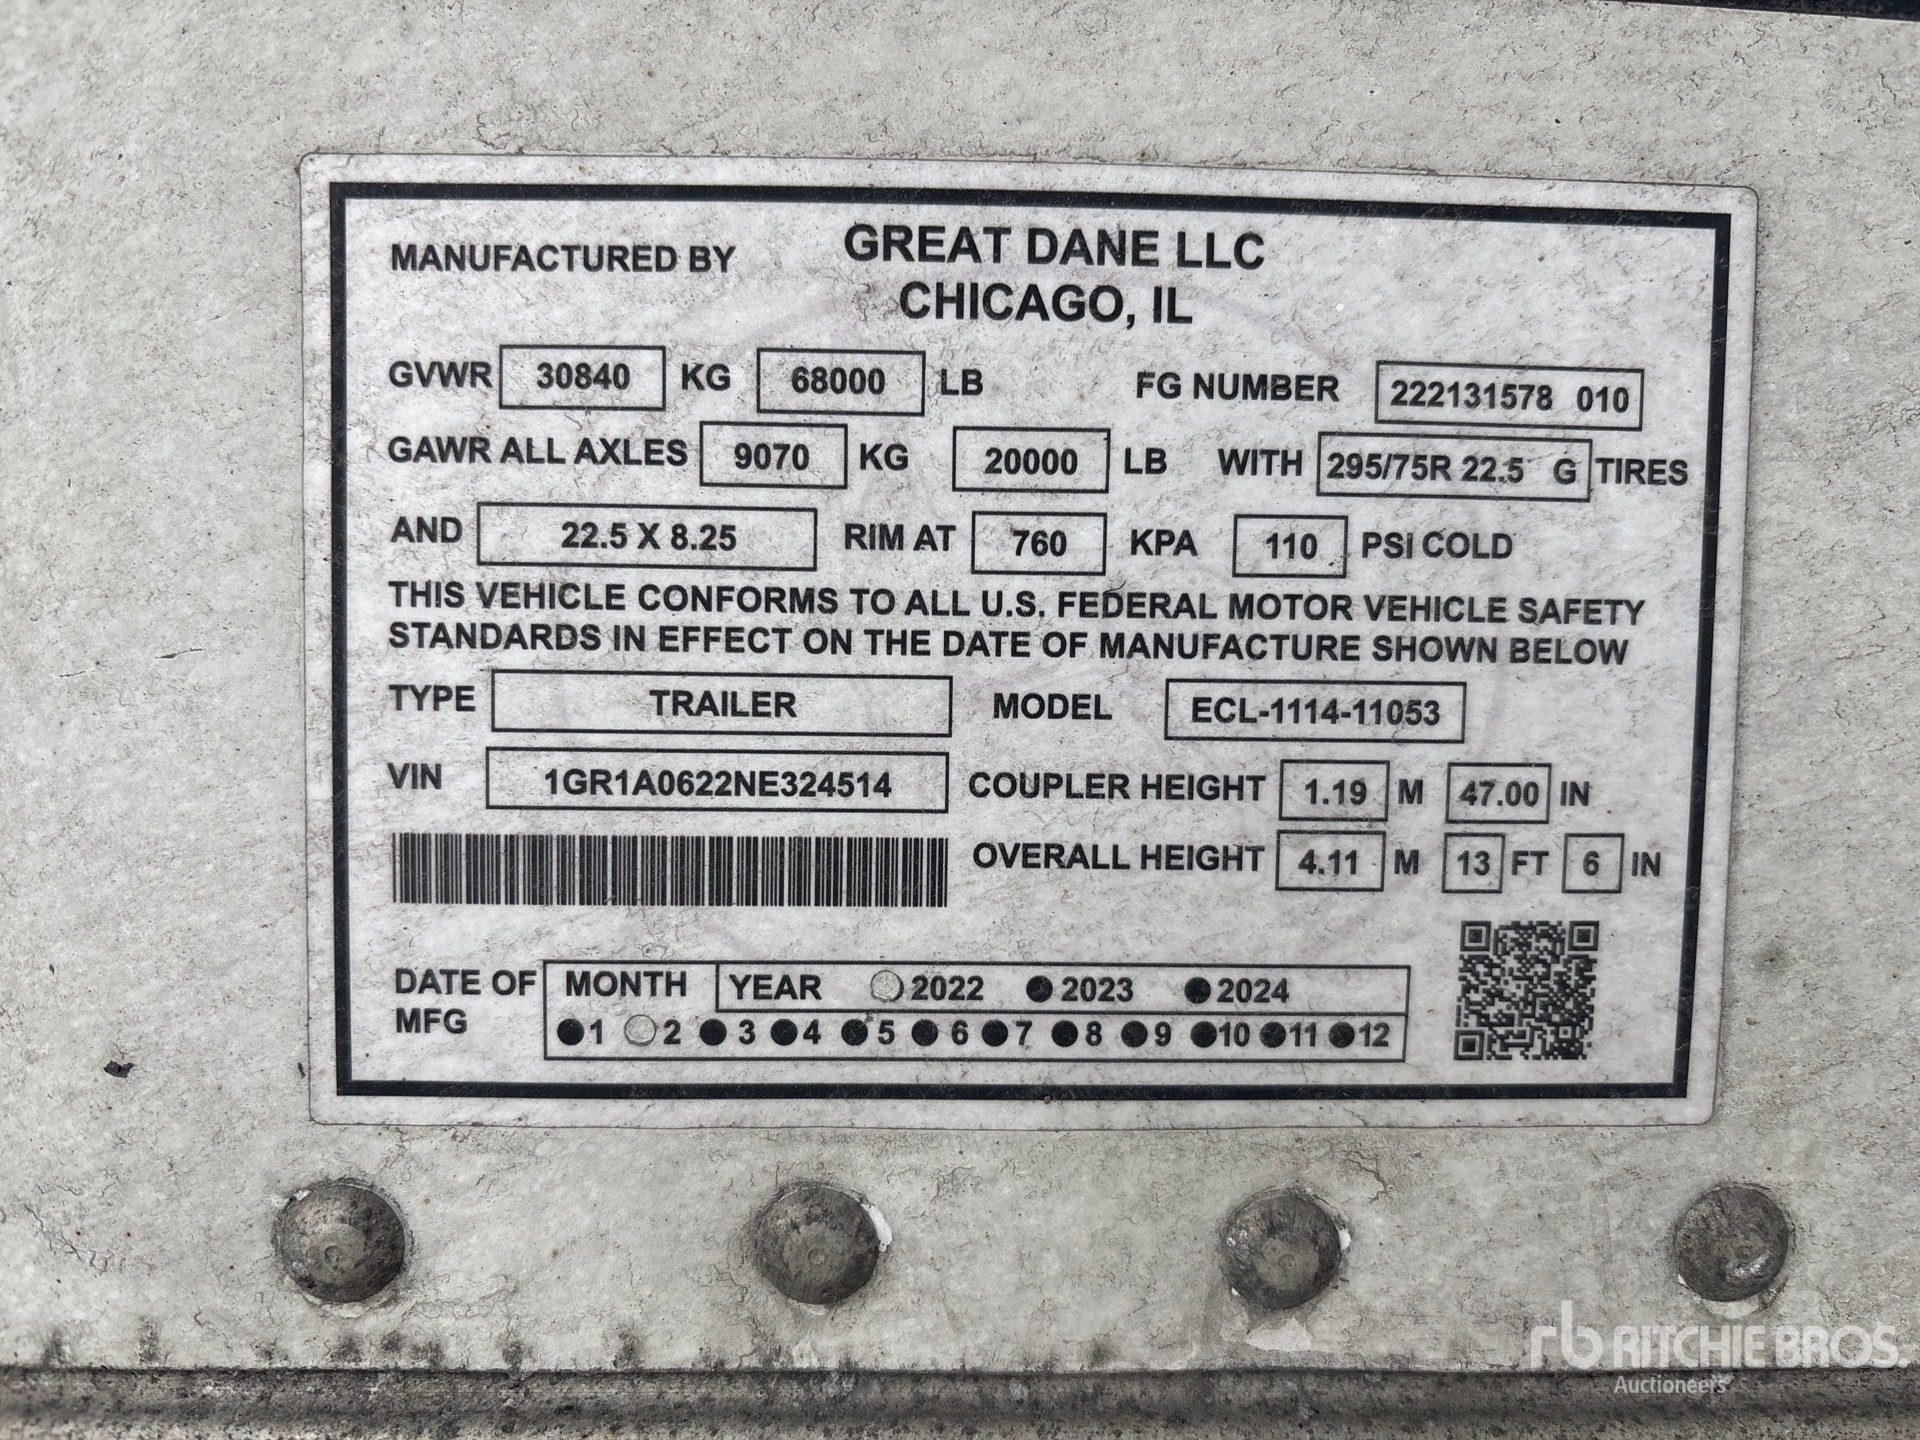 MANUFACTURED BY GREAT DANE LLC
CHICAGO, IL
GVWR 30840 KG 68000 LB FG NUMBER 222131578 010
GAWR ALL AXLES 9070 KG 20000 LB WITH 295/75R 22.5 G TIRES
AND 22.5 X 8.25 RIM AT 760 KPA 110 PSI COLD
THIS VEHICLE CONFORMS TO ALL U.S. FEDERAL MOTOR VEHICLE SAFETY
STANDARDS IN EFFECT ON THE DATE OF MANUFACTURE SHOWN BELOW
TYPE TRAILER MODEL ECL-1114-11053
VIN 1GR1A0622NE324514 COUPLER HEIGHT 1.19 M 47.00 IN
OVERALL HEIGHT 4.11 M 13 FT 6 IN
DATE OF MFG MONTH YEAR 2022 2023 2024
1 2 3 4 5 6 7 8 9 10 11 12
rb RITCHIE BROS.
Auctioneers